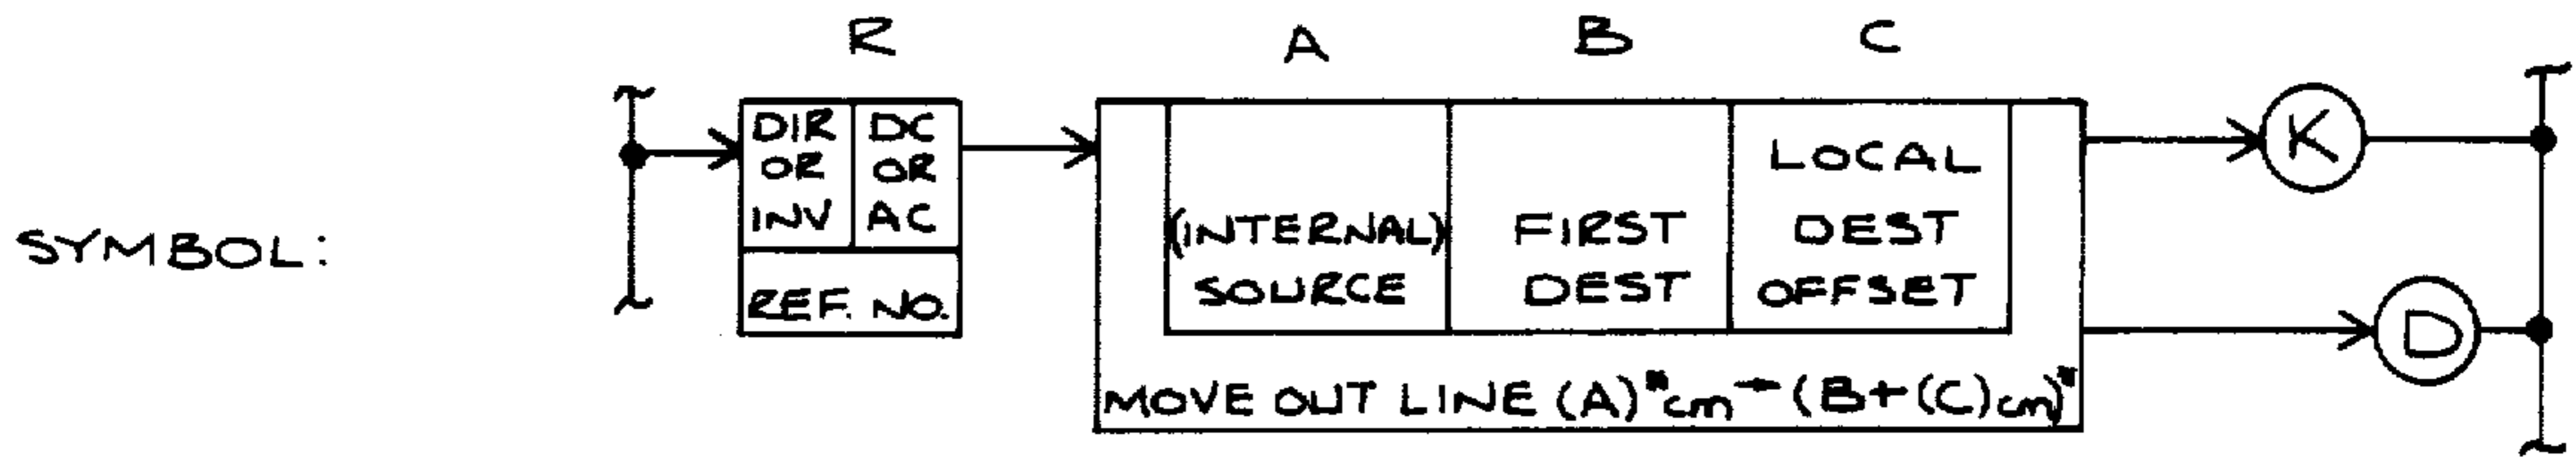 R A B C
DIR OR INV
DC OR AC
REF. NO.
(INTERNAL) SOURCE
FIRST DEST
LOCAL DEST OFFSET
K
SYMBOL:
D
MOVE OUT LINE (A)*cm → (B+(C)cm)*